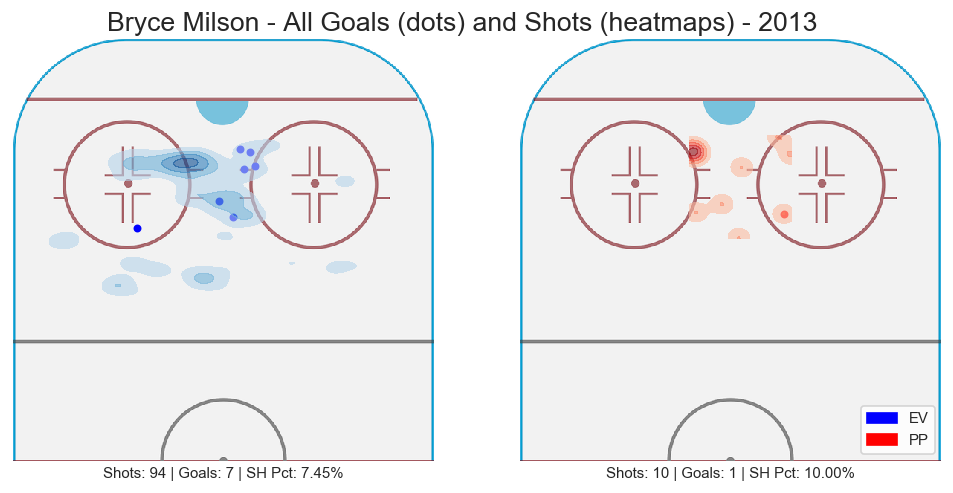 Bryce Milson - All Goals (dots) and Shots (heatmaps) - 2013
EV
PP
Shots: 94 | Goals: 7 | SH Pct: 7.45%
Shots: 10 | Goals: 1 | SH Pct: 10.00%